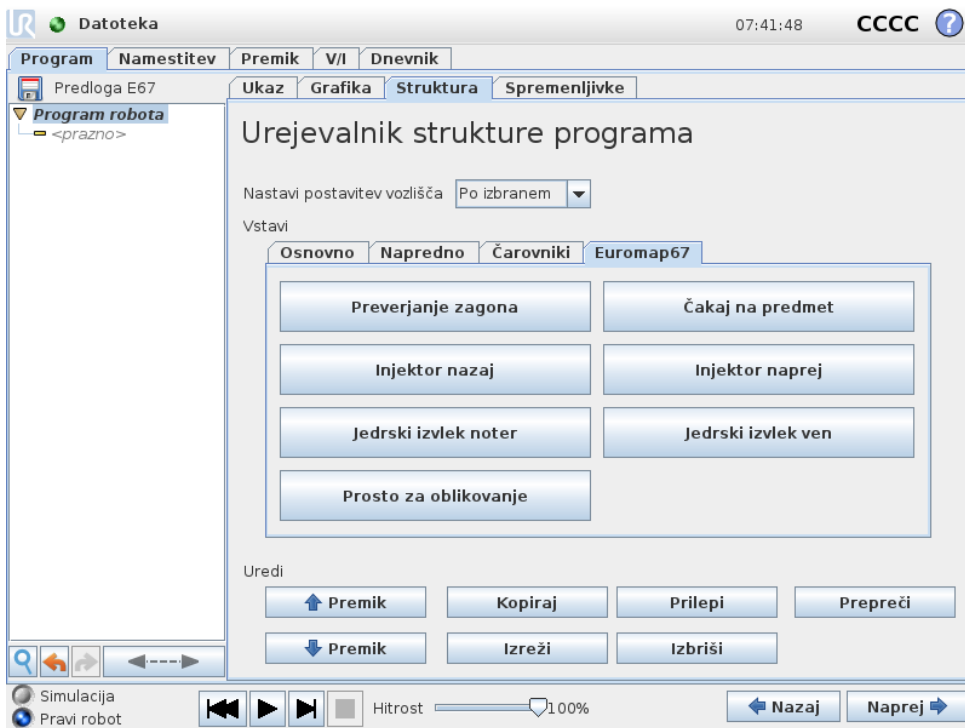 UR Datoteka 07:41:48 CCCC ?
Program Namestitev Premik V/I Dnevnik
Predloga E67 Ukaz Grafika Struktura Spremenljivke
Program robota
<prazno>
Urejevalnik strukture programa
Nastavi postavitev vozlišča Po izbranem
Vstavi
Osnovno Napredno Čarovniki Euromap67
Preverjanje zagona Čakaj na predmet
Injektor nazaj Injektor naprej
Jedrski izvlek noter Jedrski izvlek ven
Prosto za oblikovanje
Uredi
Premik Kopiraj Prilepi Prepreči
Premik Izreži Izbriši
Simulacija
Pravi robot
Hitrost 100% Nazaj Naprej